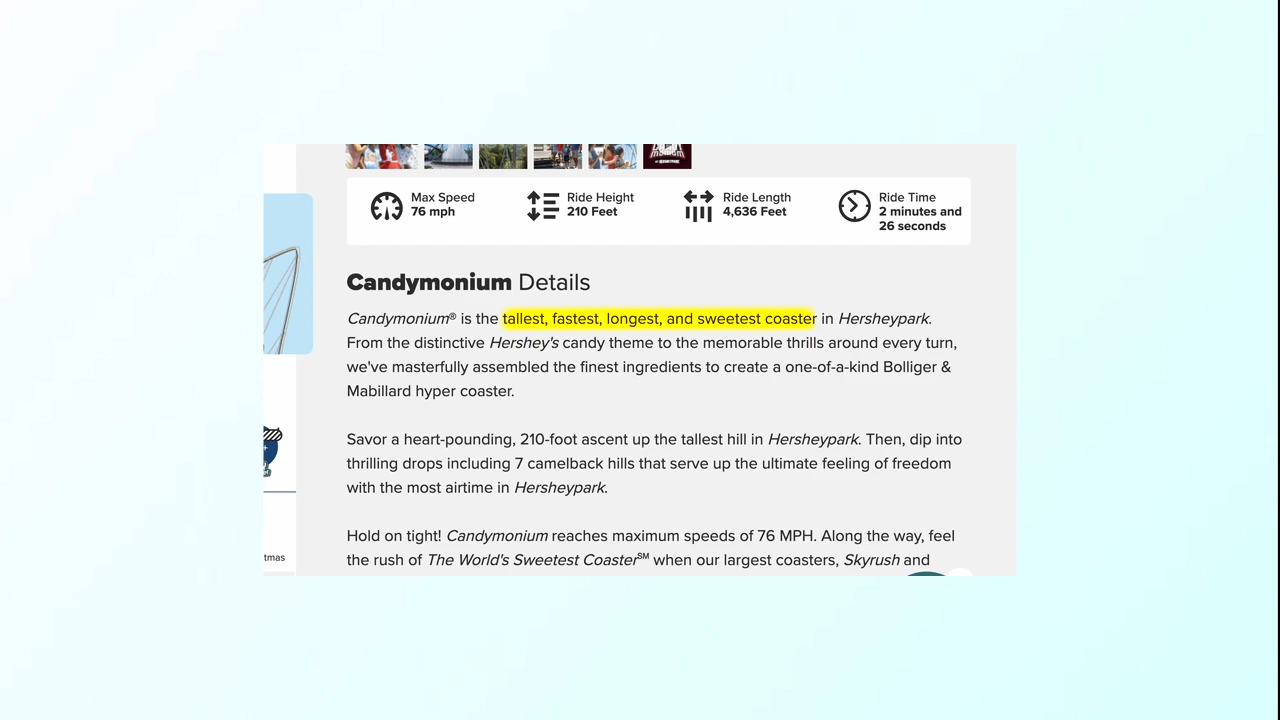 Max Speed
76 mph
Ride Height
210 Feet
Ride Length
4,636 Feet
Ride Time
2 minutes and
26 seconds
Candymonium Details
Candymonium® is the tallest, fastest, longest, and sweetest coaster in Hersheypark.
From the distinctive Hershey's candy theme to the memorable thrills around every turn,
we've masterfully assembled the finest ingredients to create a one-of-a-kind Bolliger &
Mabillard hyper coaster.
Savor a heart-pounding, 210-foot ascent up the tallest hill in Hersheypark. Then, dip into
thrilling drops including 7 camelback hills that serve up the ultimate feeling of freedom
with the most airtime in Hersheypark.
Hold on tight! Candymonium reaches maximum speeds of 76 MPH. Along the way, feel
the rush of The World's Sweetest Coaster℠ when our largest coasters, Skyrush and
tmas